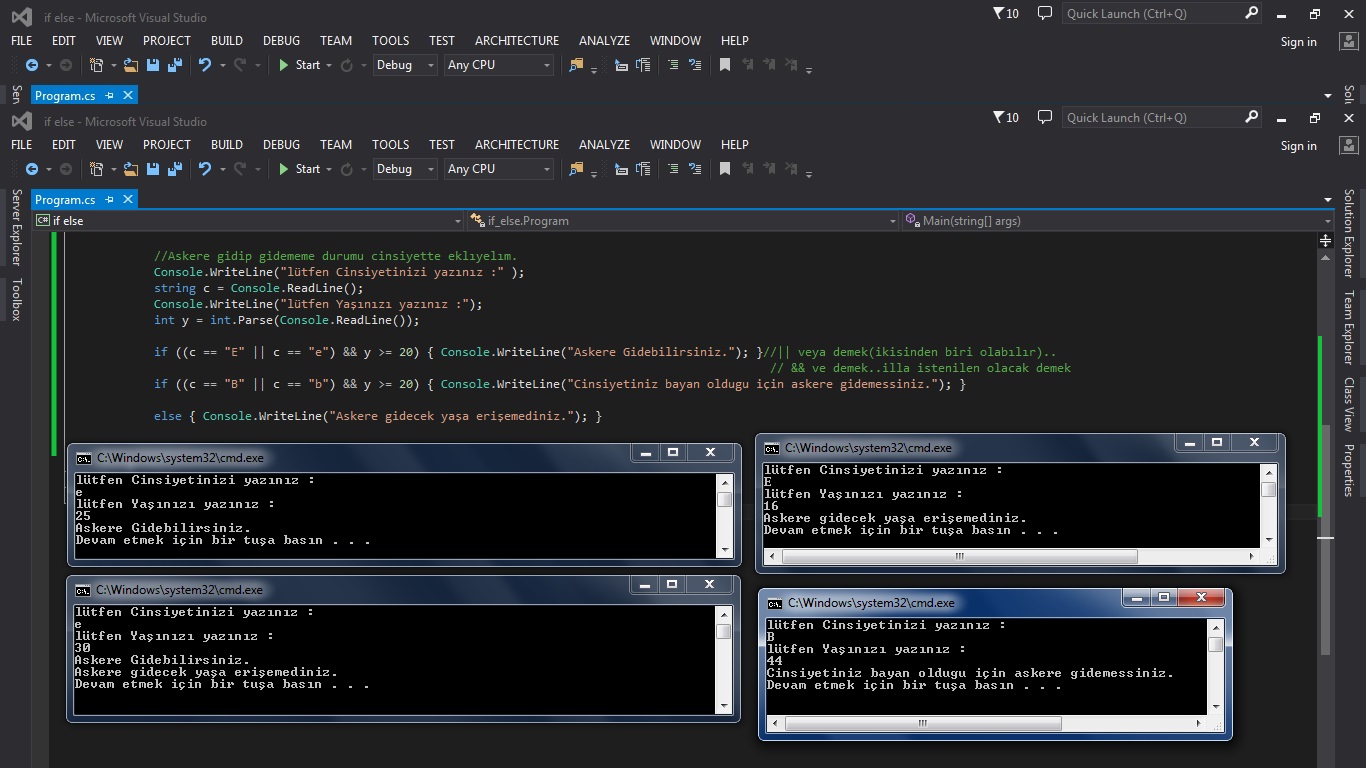 if else - Microsoft Visual Studio
10
Quick Launch (Ctrl+Q)
FILE EDIT VIEW PROJECT BUILD DEBUG TEAM TOOLS TEST ARCHITECTURE ANALYZE WINDOW HELP
Sign in
Start Debug Any CPU
Program.cs
if else - Microsoft Visual Studio
10
Quick Launch (Ctrl+Q)
FILE EDIT VIEW PROJECT BUILD DEBUG TEAM TOOLS TEST ARCHITECTURE ANALYZE WINDOW HELP
Sign in
Start Debug Any CPU
Program.cs
C# if else
if_else.Program
Main(string[] args)
Server Explorer
Toolbox
Solution Explorer
Team Explorer
Class View
Properties
//Askere gidip gidememe durumu cinsiyette eklıyelım.
Console.WriteLine("lütfen Cinsiyetinizi yazınız :" );
string c = Console.ReadLine();
Console.WriteLine("lütfen Yaşınızı yazınız :");
int y = int.Parse(Console.ReadLine());
if ((c == "E" || c == "e") && y >= 20) { Console.WriteLine("Askere Gidebilirsiniz."); }//|| veya demek(ikisinden biri olabılır)..
// && ve demek..illa istenilen olacak demek
if ((c == "B" || c == "b") && y >= 20) { Console.WriteLine("Cinsiyetiniz bayan oldugu için askere gidemessiniz."); }
else { Console.WriteLine("Askere gidecek yaşa erişemediniz."); }
C:\Windows\system32\cmd.exe
lütfen Cinsiyetinizi yazınız :
e
lütfen Yaşınızı yazınız :
25
Askere Gidebilirsiniz.
Devam etmek için bir tuşa basın . . .
C:\Windows\system32\cmd.exe
lütfen Cinsiyetinizi yazınız :
E
lütfen Yaşınızı yazınız :
16
Askere gidecek yaşa erişemediniz.
Devam etmek için bir tuşa basın . . .
C:\Windows\system32\cmd.exe
lütfen Cinsiyetinizi yazınız :
e
lütfen Yaşınızı yazınız :
30
Askere Gidebilirsiniz.
Askere gidecek yaşa erişemediniz.
Devam etmek için bir tuşa basın . . .
C:\Windows\system32\cmd.exe
lütfen Cinsiyetinizi yazınız :
B
lütfen Yaşınızı yazınız :
44
Cinsiyetiniz bayan oldugu için askere gidemessiniz.
Devam etmek için bir tuşa basın . . .